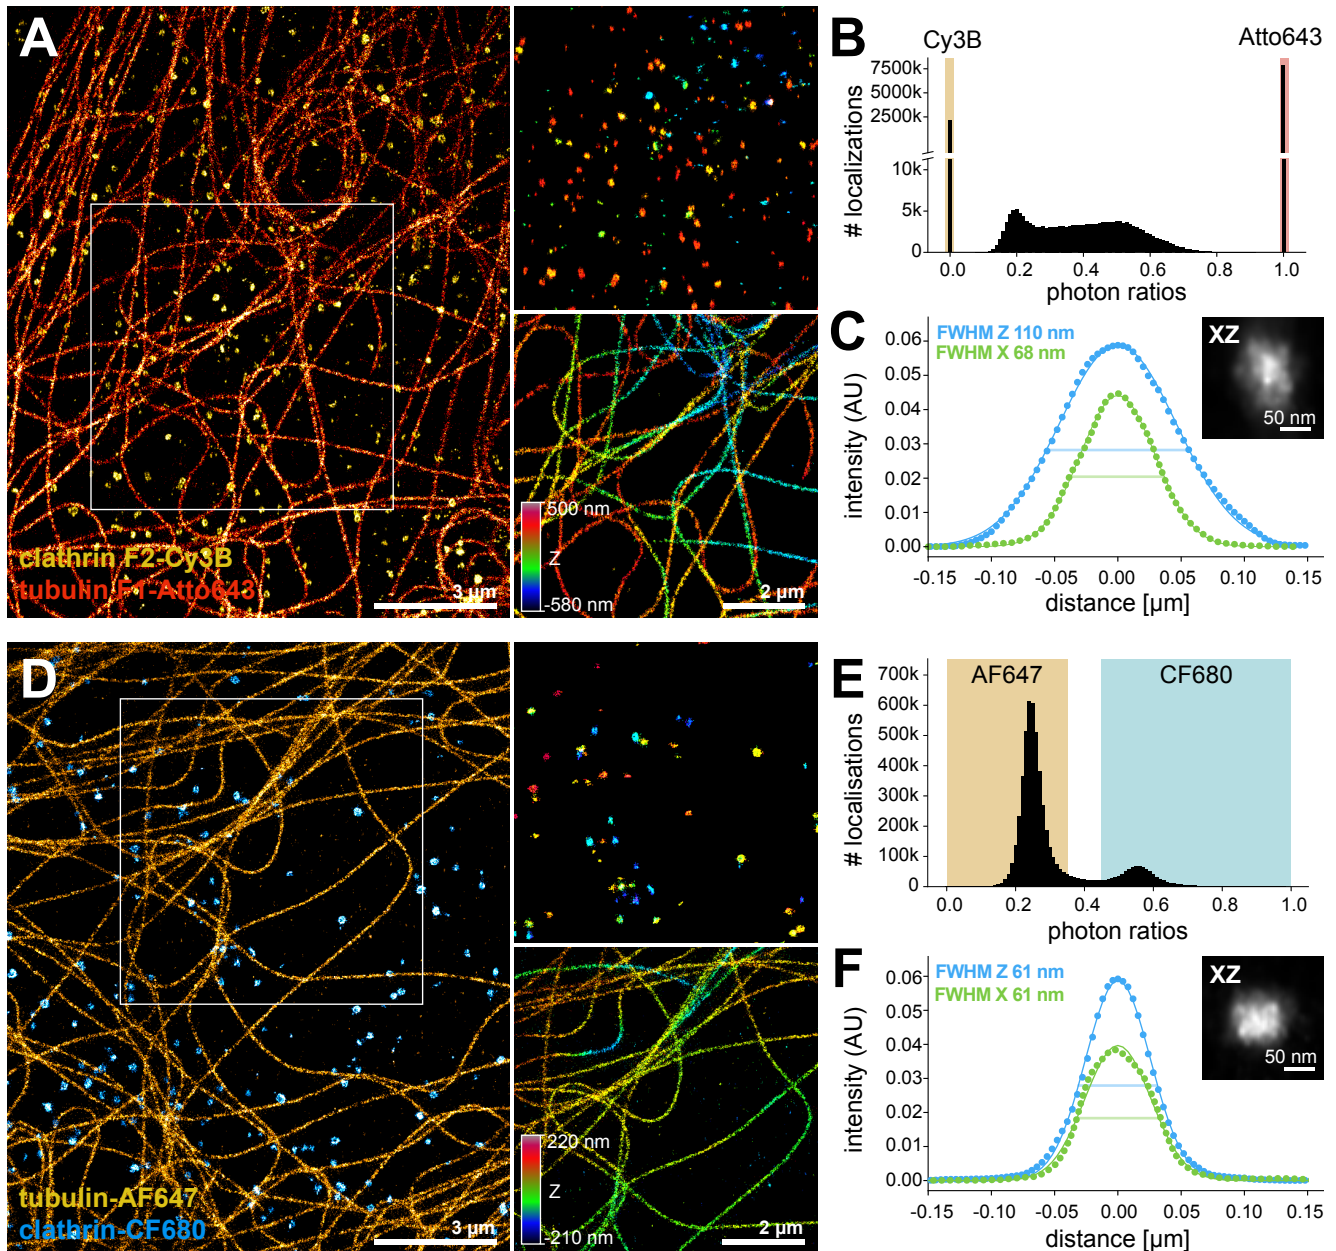 A
clathrin F2-Cy3B
tubulin F1-Atto643
3 µm
500 nm
Z
-580 nm
2 µm
B
Cy3B
Atto643
# localizations
7500k
5000k
2500k
10k
5k
0
0.0 0.2 0.4 0.6 0.8 1.0
photon ratios
C
FWHM Z 110 nm
FWHM X 68 nm
XZ
50 nm
intensity (AU)
0.06
0.05
0.04
0.03
0.02
0.01
0.00
-0.15 -0.10 -0.05 0.00 0.05 0.10 0.15
distance [µm]
D
tubulin-AF647
clathrin-CF680
3 µm
220 nm
Z
-210 nm
2 µm
E
AF647
CF680
# localisations
700k
600k
500k
400k
300k
200k
100k
0
0.0 0.2 0.4 0.6 0.8 1.0
photon ratios
F
FWHM Z 61 nm
FWHM X 61 nm
XZ
50 nm
intensity (AU)
0.06
0.05
0.04
0.03
0.02
0.01
0.00
-0.15 -0.10 -0.05 0.00 0.05 0.10 0.15
distance [µm]